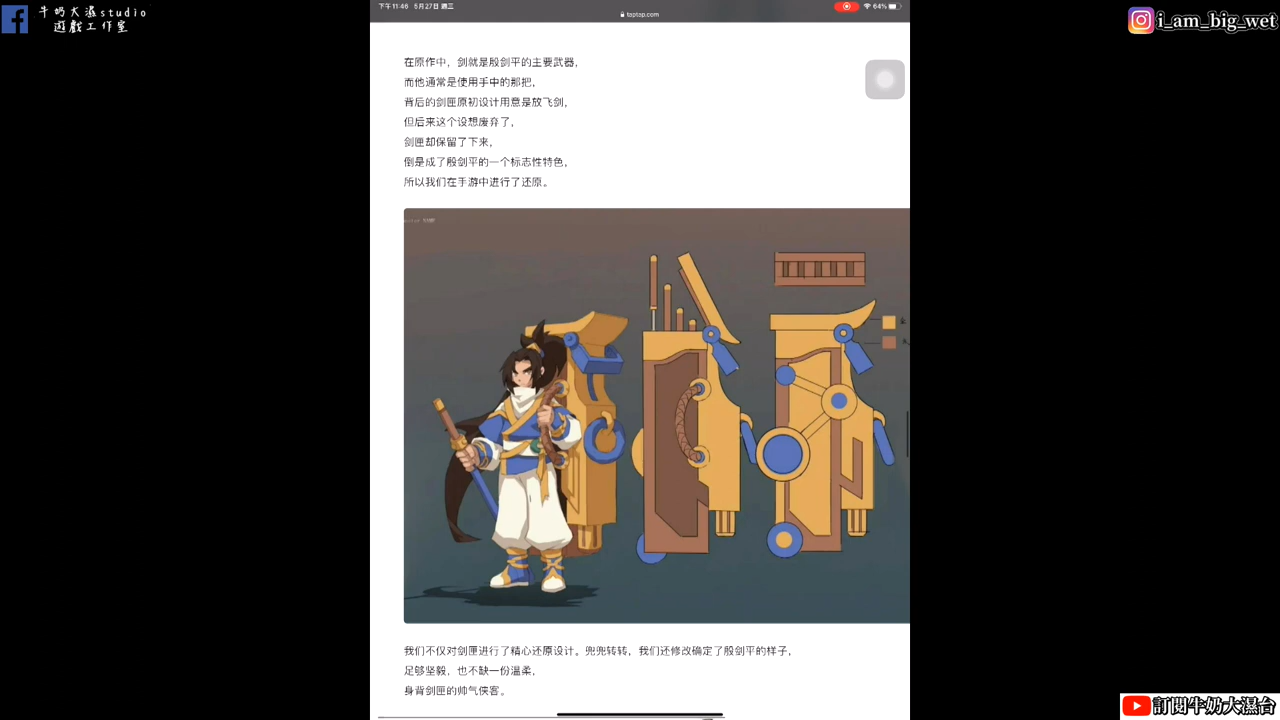 牛奶大濕studio
遊戲工作室
下午11:46 5月27日 週三
64%
taptap.com
i_am_big_wet
在原作中，剑就是殷剑平的主要武器，
而他通常是使用手中的那把，
背后的剑匣原初设计用意是放飞剑，
但后来这个设想废弃了，
剑匣却保留了下来，
倒是成了殷剑平的一个标志性特色，
所以我们在手游中进行了还原。
我们不仅对剑匣进行了精心还原设计。兜兜转转，我们还修改确定了殷剑平的样子，
足够坚毅，也不缺一份温柔，
身背剑匣的帅气侠客。
訂閱牛奶大濕台